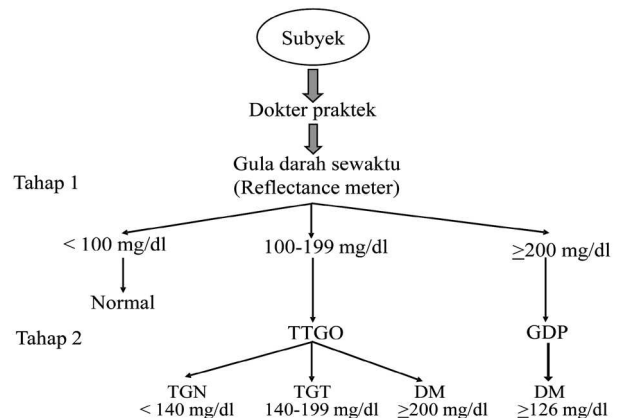 Subyek
Dokter praktek
Gula darah sewaktu
Tahap 1
(Reflectance meter)
< 100 mg/dl
100-199 mg/dl
≥200 mg/dl
Normal
Tahap 2
TTGO
GDP
TGN
TGT
DM
DM
< 140 mg/dl
140-199 mg/dl
≥200 mg/dl
≥126 mg/dl